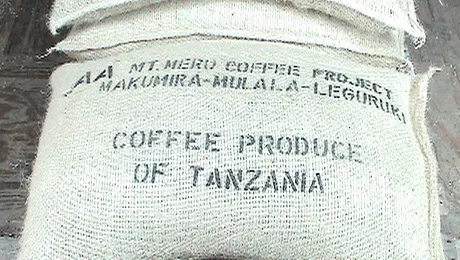 AA MT. MERU COFFEE PROJECT
MAKUMIRA-MULALA-LEGURUKI
COFFEE PRODUCE
OF TANZANIA